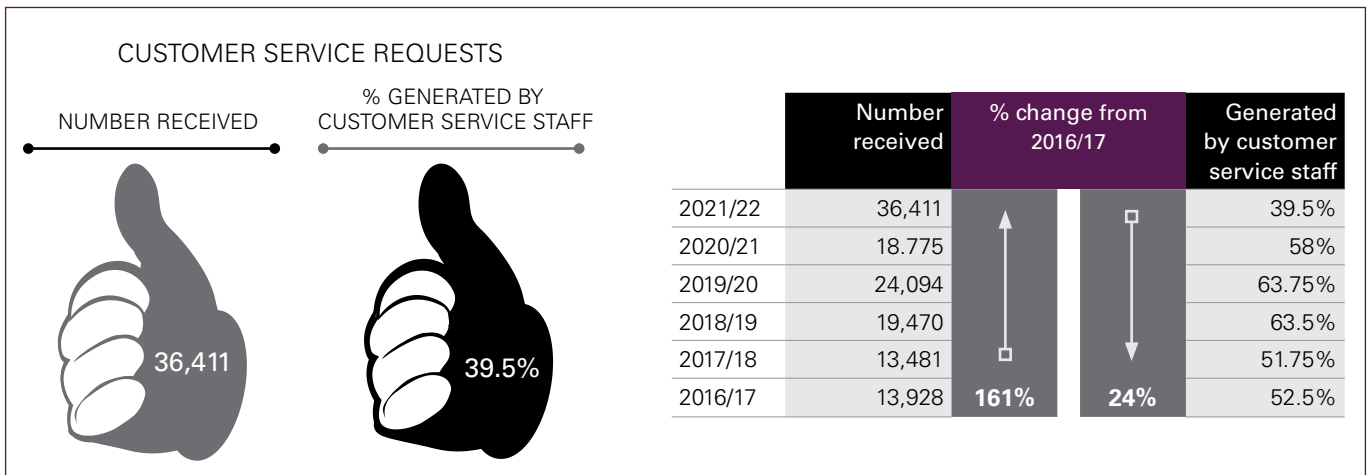 CUSTOMER SERVICE REQUESTS
NUMBER RECEIVED
% GENERATED BY
CUSTOMER SERVICE STAFF
36,411
39.5%
Number received % change from 2016/17 Generated by customer service staff
2021/22 36,411 39.5%
2020/21 18.775 58%
2019/20 24,094 63.75%
2018/19 19,470 63.5%
2017/18 13,481 51.75%
2016/17 13,928 161% 24% 52.5%